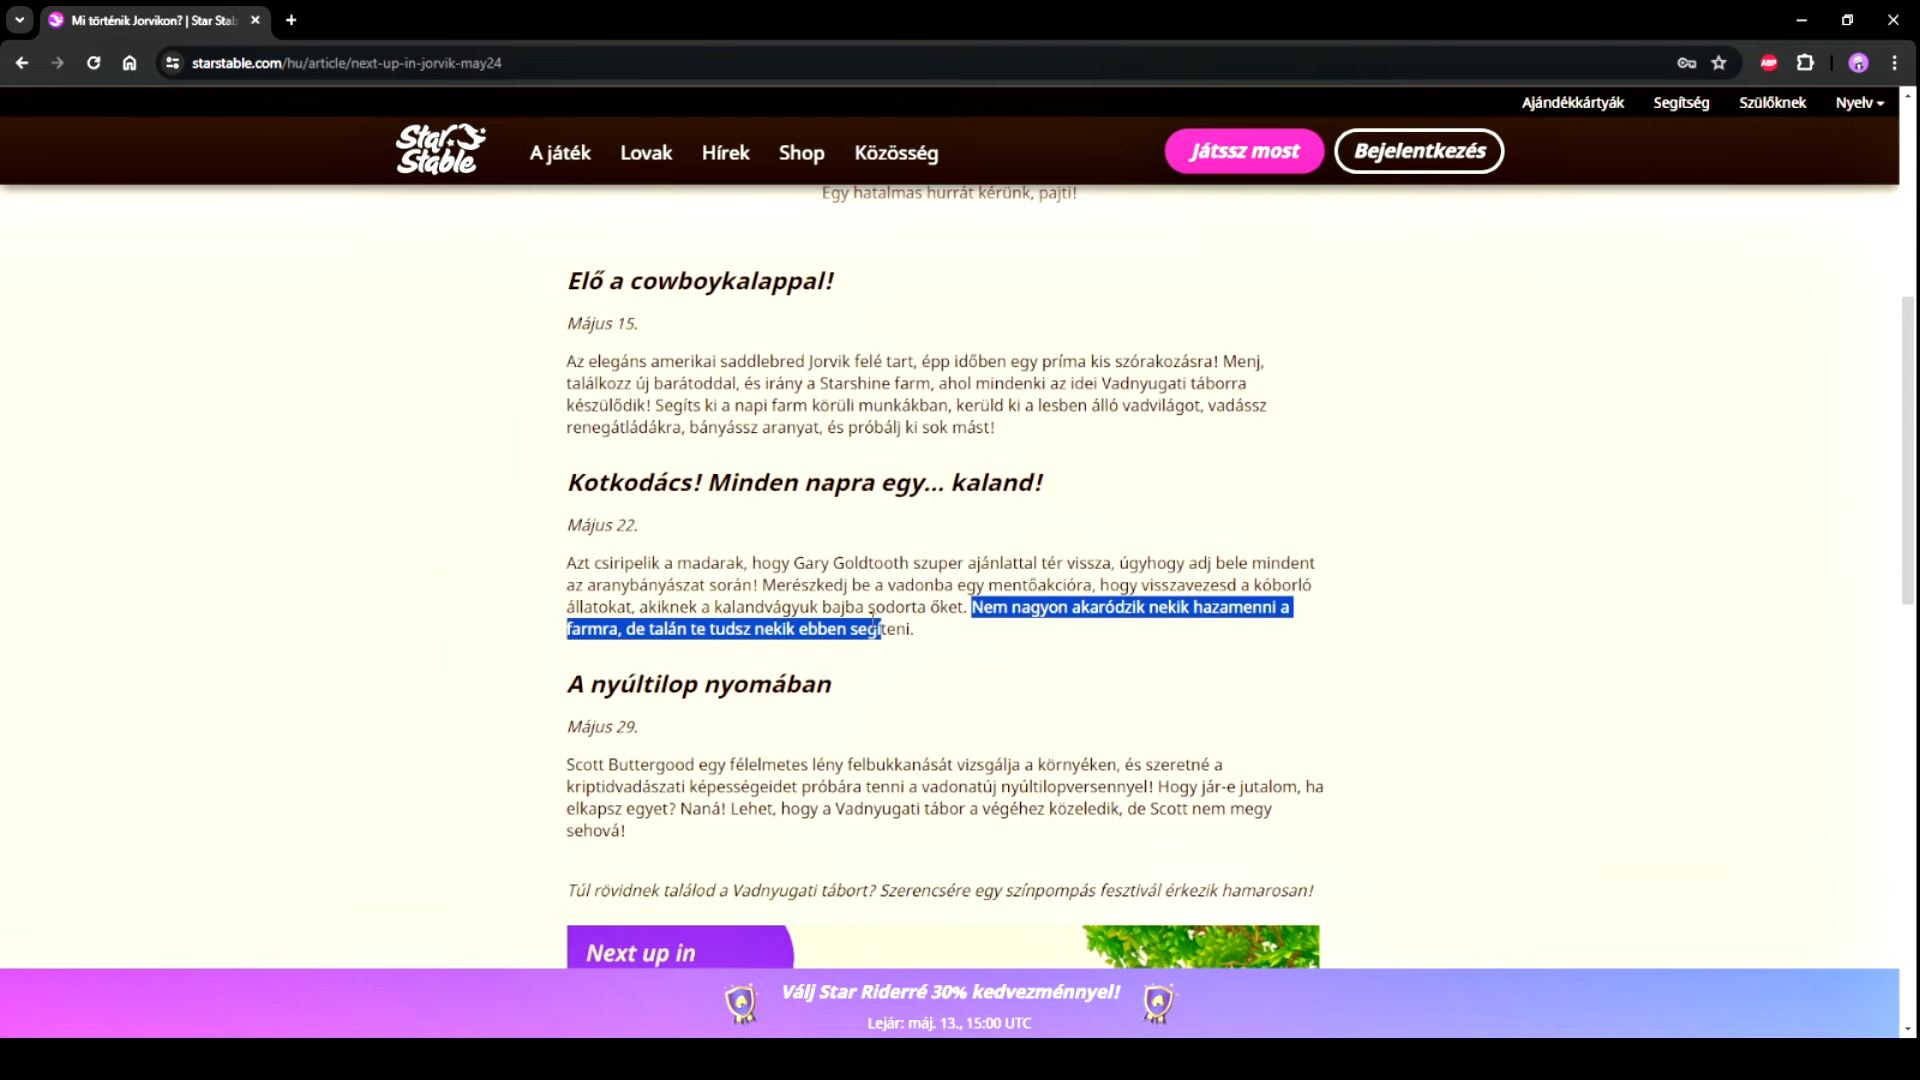 Mi történik Jorvikon? | Star Stab
starstable.com/hu/article/next-up-in-jorvik-may24
ABP
Ajándékkártyák Segítség Szülőknek Nyelv
Star Stable
A játék Lovak Hírek Shop Közösség Játssz most Bejelentkezés
Egy hatalmas hurrát kérünk, pajti!
Elő a cowboykalappal!
Május 15.
Az elegáns amerikai saddlebred Jorvik felé tart, épp időben egy príma kis szórakozásra! Menj,
találkozz új barátoddal, és irány a Starshine farm, ahol mindenki az idei Vadnyugati táborra
készülődik! Segíts ki a napi farm körüli munkákban, kerüld ki a lesben álló vadvilágot, vadássz
renegátládákra, bányássz aranyat, és próbálj ki sok mást!
Kotkodács! Minden napra egy... kaland!
Május 22.
Azt csiripelik a madarak, hogy Gary Goldtooth szuper ajánlattal tér vissza, úgyhogy adj bele mindent
az aranybányászat során! Merészkedj be a vadonba egy mentőakcióra, hogy visszavezesd a kóborló
állatokat, akiknek a kalandvágyuk bajba sodorta őket. Nem nagyon akaródzik nekik hazamenni a
farmra, de talán te tudsz nekik ebben segíteni.
A nyúltilop nyomában
Május 29.
Scott Buttergood egy félelmetes lény felbukkanását vizsgálja a környéken, és szeretné a
kriptidvadászati képességeidet próbára tenni a vadonatúj nyúltilopversennyel! Hogy jár-e jutalom, ha
elkapsz egyet? Naná! Lehet, hogy a Vadnyugati tábor a végéhez közeledik, de Scott nem megy
sehová!
Túl rövidnek találod a Vadnyugati tábort? Szerencsére egy színpompás fesztivál érkezik hamarosan!
Next up in
Válj Star Riderré 30% kedvezménnyel!
Lejár: máj. 13., 15:00 UTC